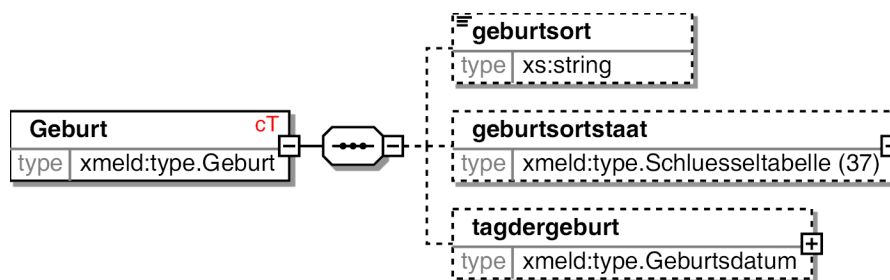 geburtsort
type xs:string
Geburt cT
type xmeld:type.Geburt
geburtsortstaat
type xmeld:type.Schluesseltabelle (37)
tagdergeburt
type xmeld:type.Geburtsdatum